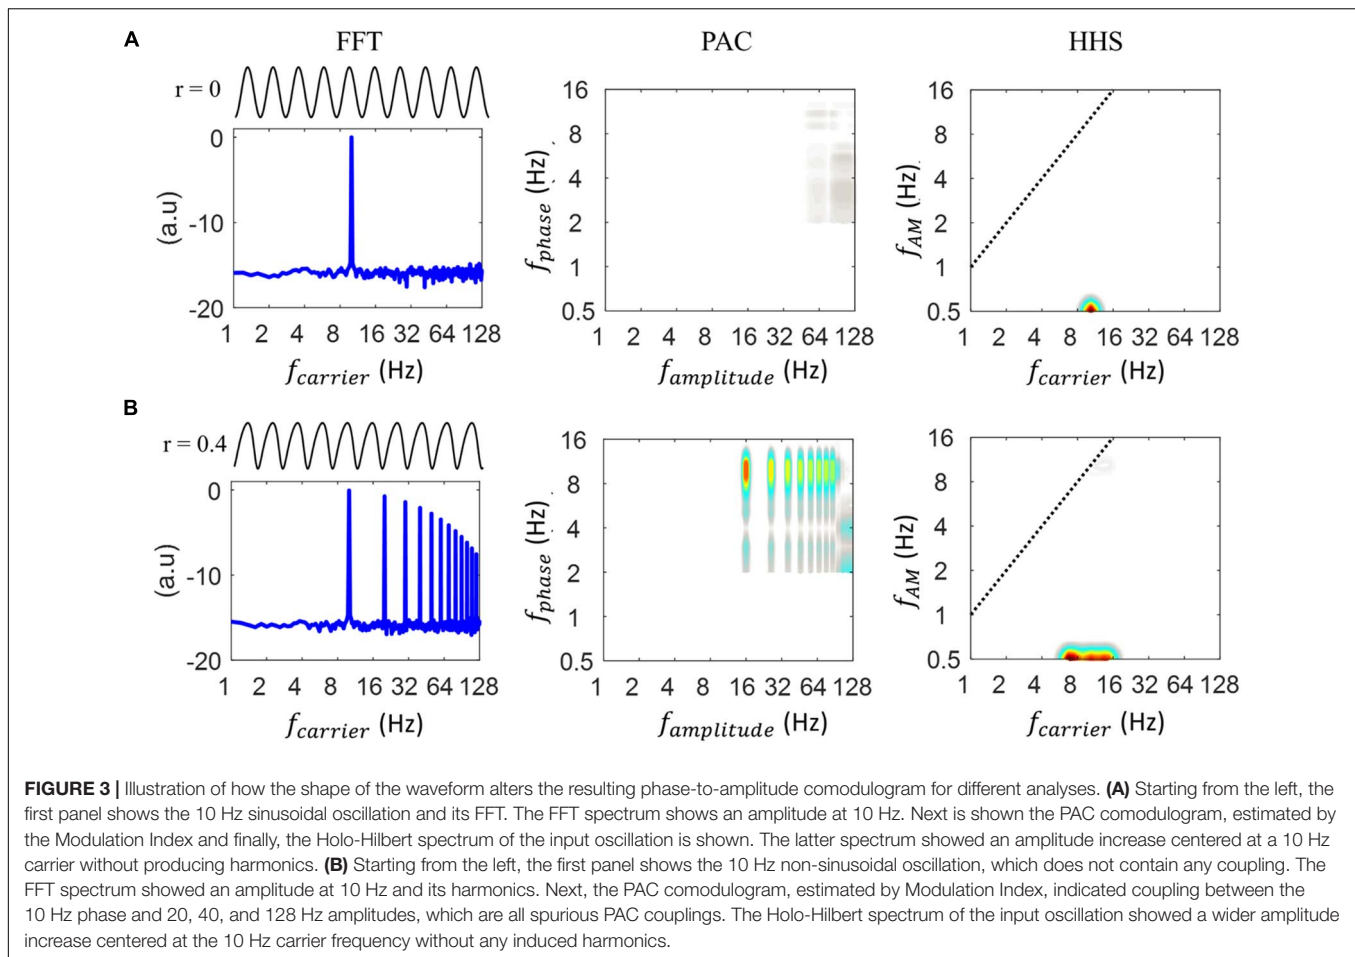 A
FFT
PAC
HHS
r = 0
0
-10
-20
(a.u)
1 2 4 8 16 32 64 128
f_carrier (Hz)
16
8
4
2
1
0.5
f_phase (Hz)
1 2 4 8 16 32 64 128
f_amplitude (Hz)
16
8
4
2
1
0.5
f_AM (Hz)
1 2 4 8 16 32 64 128
f_carrier (Hz)
B
r = 0.4
0
-10
-20
(a.u)
1 2 4 8 16 32 64 128
f_carrier (Hz)
16
8
4
2
1
0.5
f_phase (Hz)
1 2 4 8 16 32 64 128
f_amplitude (Hz)
16
8
4
2
1
0.5
f_AM (Hz)
1 2 4 8 16 32 64 128
f_carrier (Hz)
FIGURE 3 | Illustration of how the shape of the waveform alters the resulting phase-to-amplitude comodulogram for different analyses. (A) Starting from the left, the
first panel shows the 10 Hz sinusoidal oscillation and its FFT. The FFT spectrum shows an amplitude at 10 Hz. Next is shown the PAC comodulogram, estimated by
the Modulation Index and finally, the Holo-Hilbert spectrum of the input oscillation is shown. The latter spectrum showed an amplitude increase centered at a 10 Hz
carrier without producing harmonics. (B) Starting from the left, the first panel shows the 10 Hz non-sinusoidal oscillation, which does not contain any coupling. The
FFT spectrum showed an amplitude at 10 Hz and its harmonics. Next, the PAC comodulogram, estimated by Modulation Index, indicated coupling between the
10 Hz phase and 20, 40, and 128 Hz amplitudes, which are all spurious PAC couplings. The Holo-Hilbert spectrum of the input oscillation showed a wider amplitude
increase centered at the 10 Hz carrier frequency without any induced harmonics.